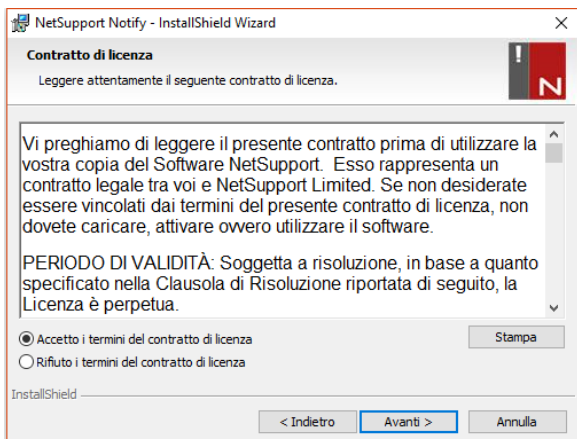 NetSupport Notify - InstallShield Wizard
Contratto di licenza
Leggere attentamente il seguente contratto di licenza.
! N
Vi preghiamo di leggere il presente contratto prima di utilizzare la
vostra copia del Software NetSupport.  Esso rappresenta un
contratto legale tra voi e NetSupport Limited. Se non desiderate
essere vincolati dai termini del presente contratto di licenza, non
dovete caricare, attivare ovvero utilizzare il software.
PERIODO DI VALIDITÀ: Soggetta a risoluzione, in base a quanto
specificato nella Clausola di Risoluzione riportata di seguito, la
Licenza è perpetua.
Accetto i termini del contratto di licenza
Stampa
Rifiuto i termini del contratto di licenza
InstallShield
< Indietro
Avanti >
Annulla